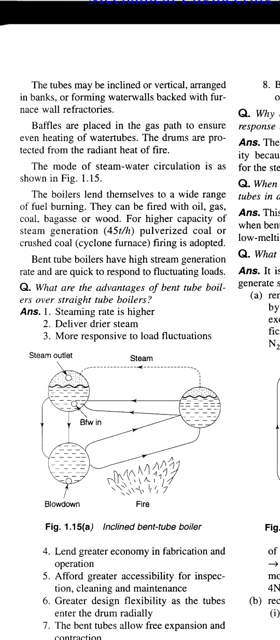 The tubes may be inclined or vertical, arranged
in banks, or forming waterwalls backed with fur-
nace wall refractories.
Baffles are placed in the gas path to ensure
even heating of watertubes. The drums are pro-
tected from the radiant heat of fire.
The mode of steam-water circulation is as
shown in Fig. 1.15.
The boilers lend themselves to a wide range
of fuel burning. They can be fired with oil, gas,
coal, bagasse or wood. For higher capacity of
steam generation (45t/h) pulverized coal or
crushed coal (cyclone furnace) firing is adopted.
Bent tube boilers have high stream generation
rate and are quick to respond to fluctuating loads.
Q. What are the advantages of bent tube boil-
ers over straight tube boilers?
Ans. 1. Steaming rate is higher
2. Deliver drier steam
3. More responsive to load fluctuations
Steam outlet
Steam
Bfw in
Blowdown
Fire
Fig. 1.15(a) Inclined bent-tube boiler
4. Lend greater economy in fabrication and
operation
5. Afford greater accessibility for inspec-
tion, cleaning and maintenance
6. Greater design flexibility as the tubes
enter the drum radially
7. The bent tubes allow free expansion and
contraction
8.
Q. Why
response
Ans. The
ity becau
for the ste
Q. When
tubes in a
Ans. This
when bent
low-melti
Q. What
Ans. It is
generate s
(a) ren
by
exc
fic
N2
Fig.
of
→
mo
4N
(b) rec
(i)